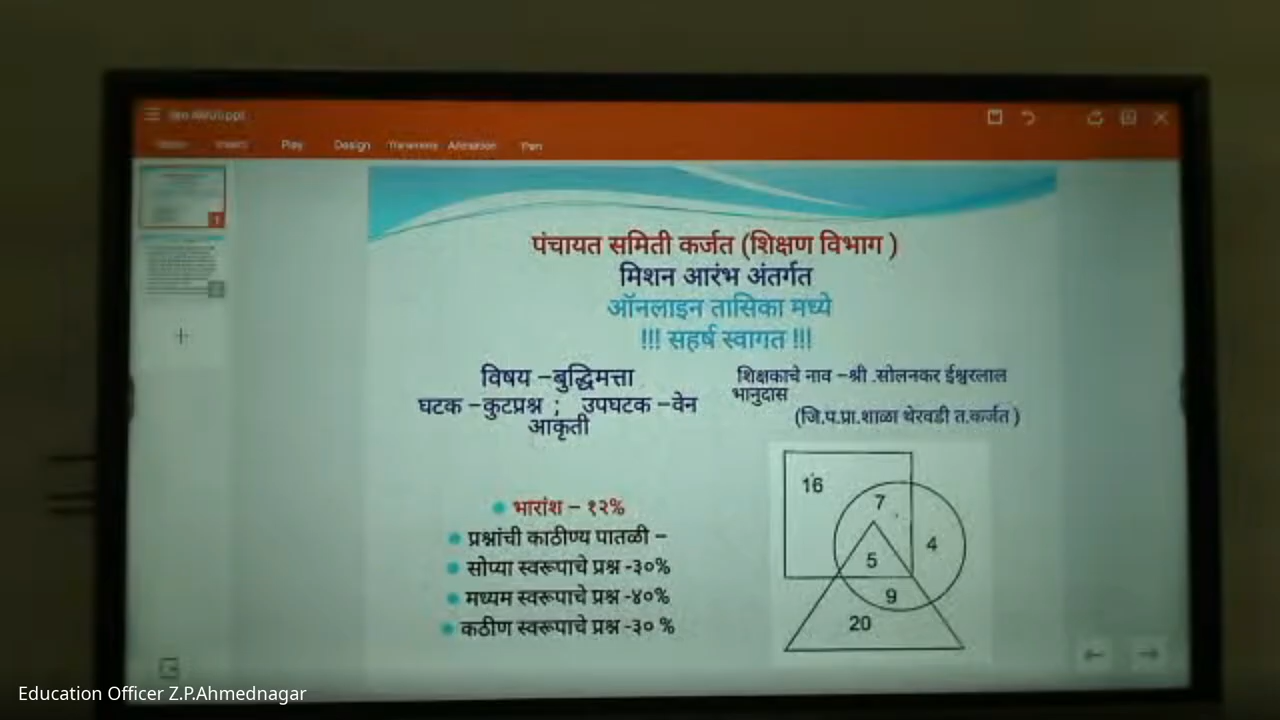 Play Design Pen
पंचायत समिती कर्जत (शिक्षण विभाग )
मिशन आरंभ अंतर्गत
ऑनलाइन तासिका मध्ये
!!! सहर्ष स्वागत !!!
विषय –बुद्धिमत्ता
घटक –कुटप्रश्न ; उपघटक –वेन
आकृती
शिक्षकाचे नाव –श्री .सोलनकर ईश्वरलाल
भानुदास
(जि.प.प्रा.शाळा थेरवडी त.कर्जत )
भारांश – १२%
प्रश्नांची काठीण्य पातळी –
सोप्या स्वरूपाचे प्रश्न -३०%
मध्यम स्वरूपाचे प्रश्न -४०%
कठीण स्वरूपाचे प्रश्न -३० %
16
7
4
5
9
20
Education Officer Z.P.Ahmednagar